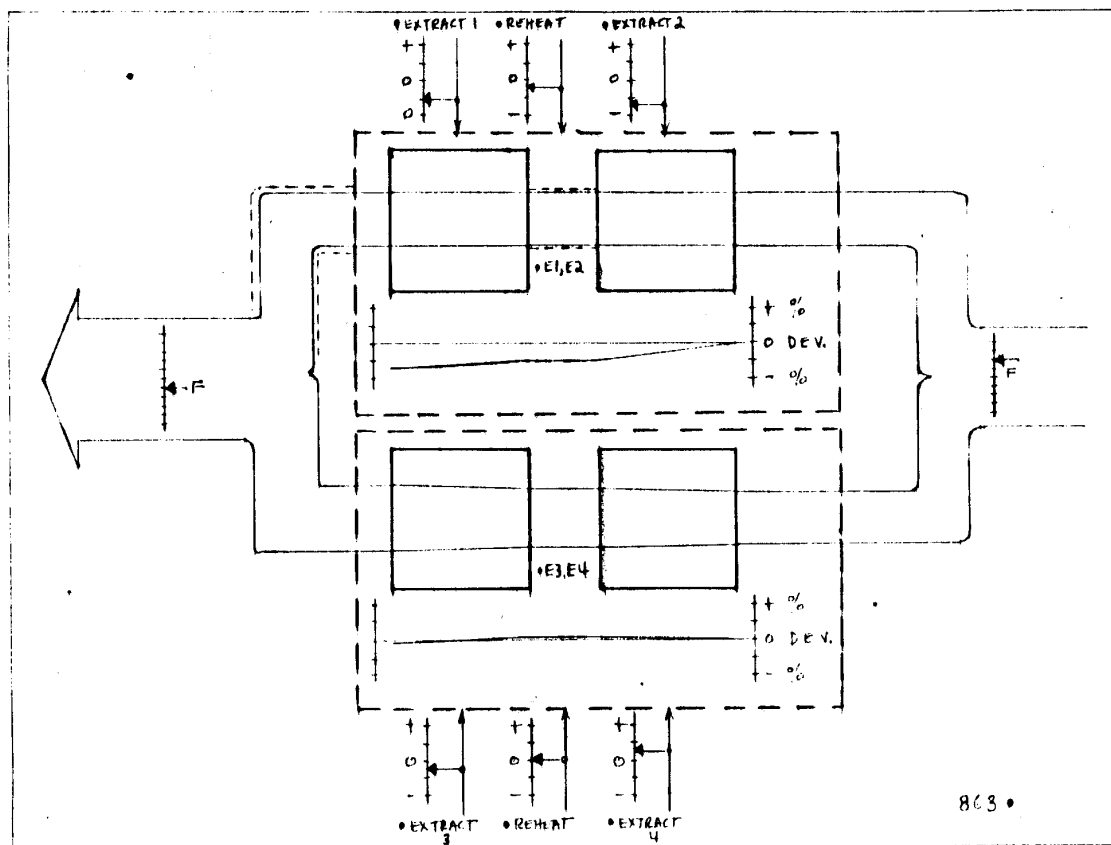 •EXTRACT 1 •REHEAT •EXTRACT 2
+ + +
0 0 0
0 - -
•E1,E2
+ %
0 DEV.
- %
F F
•E3,E4
+ %
0 DEV.
- %
+ + +
0 0 0
- - -
•EXTRACT 3 •REHEAT •EXTRACT 4
863 •